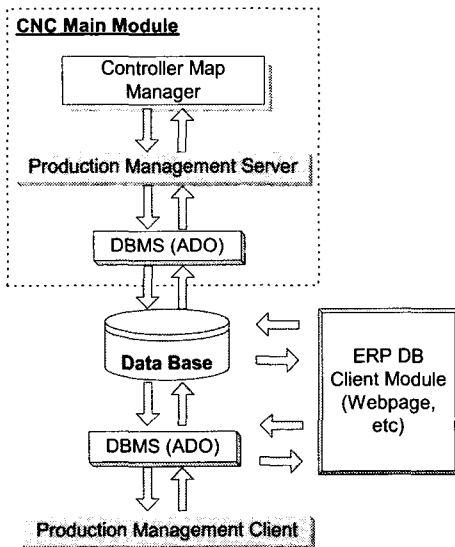 CNC Main Module
Controller Map
Manager
Production Management Server
DBMS (ADO)
Data Base
ERP DB
Client Module
(Webpage,
etc)
DBMS (ADO)
Production Management Client